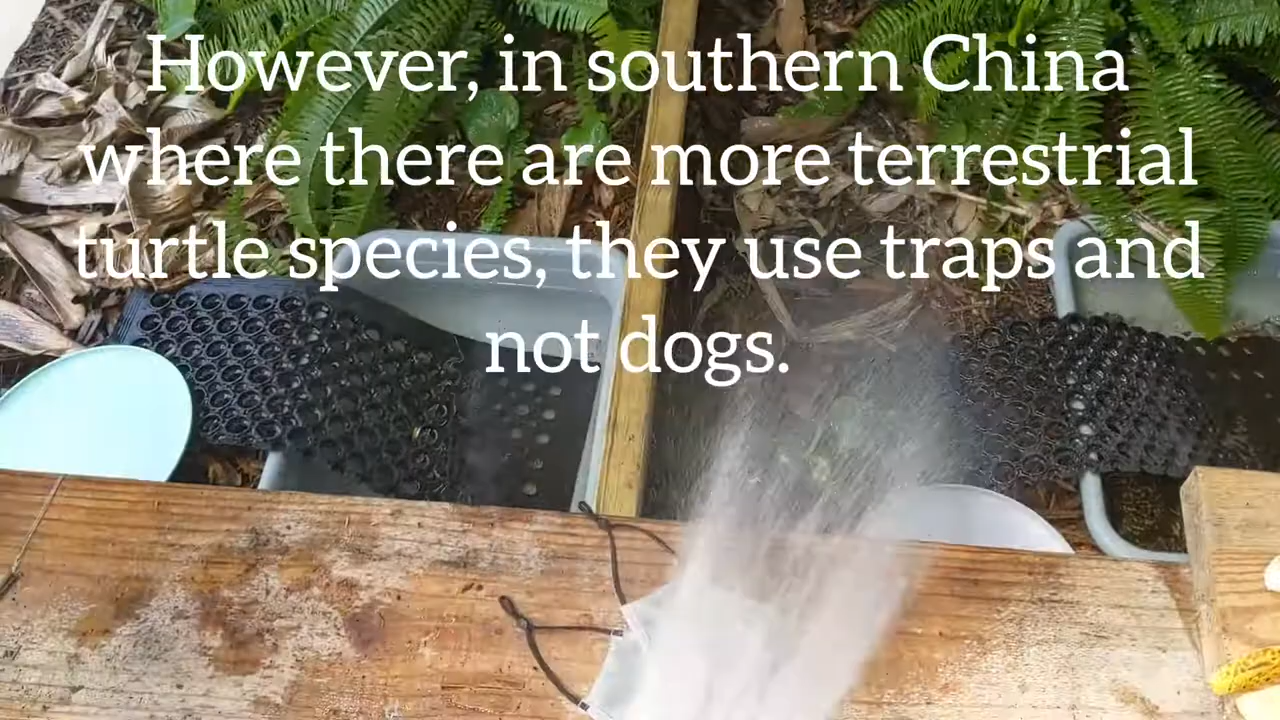 However, in southern China
where there are more terrestrial
turtle species, they use traps and
not dogs.